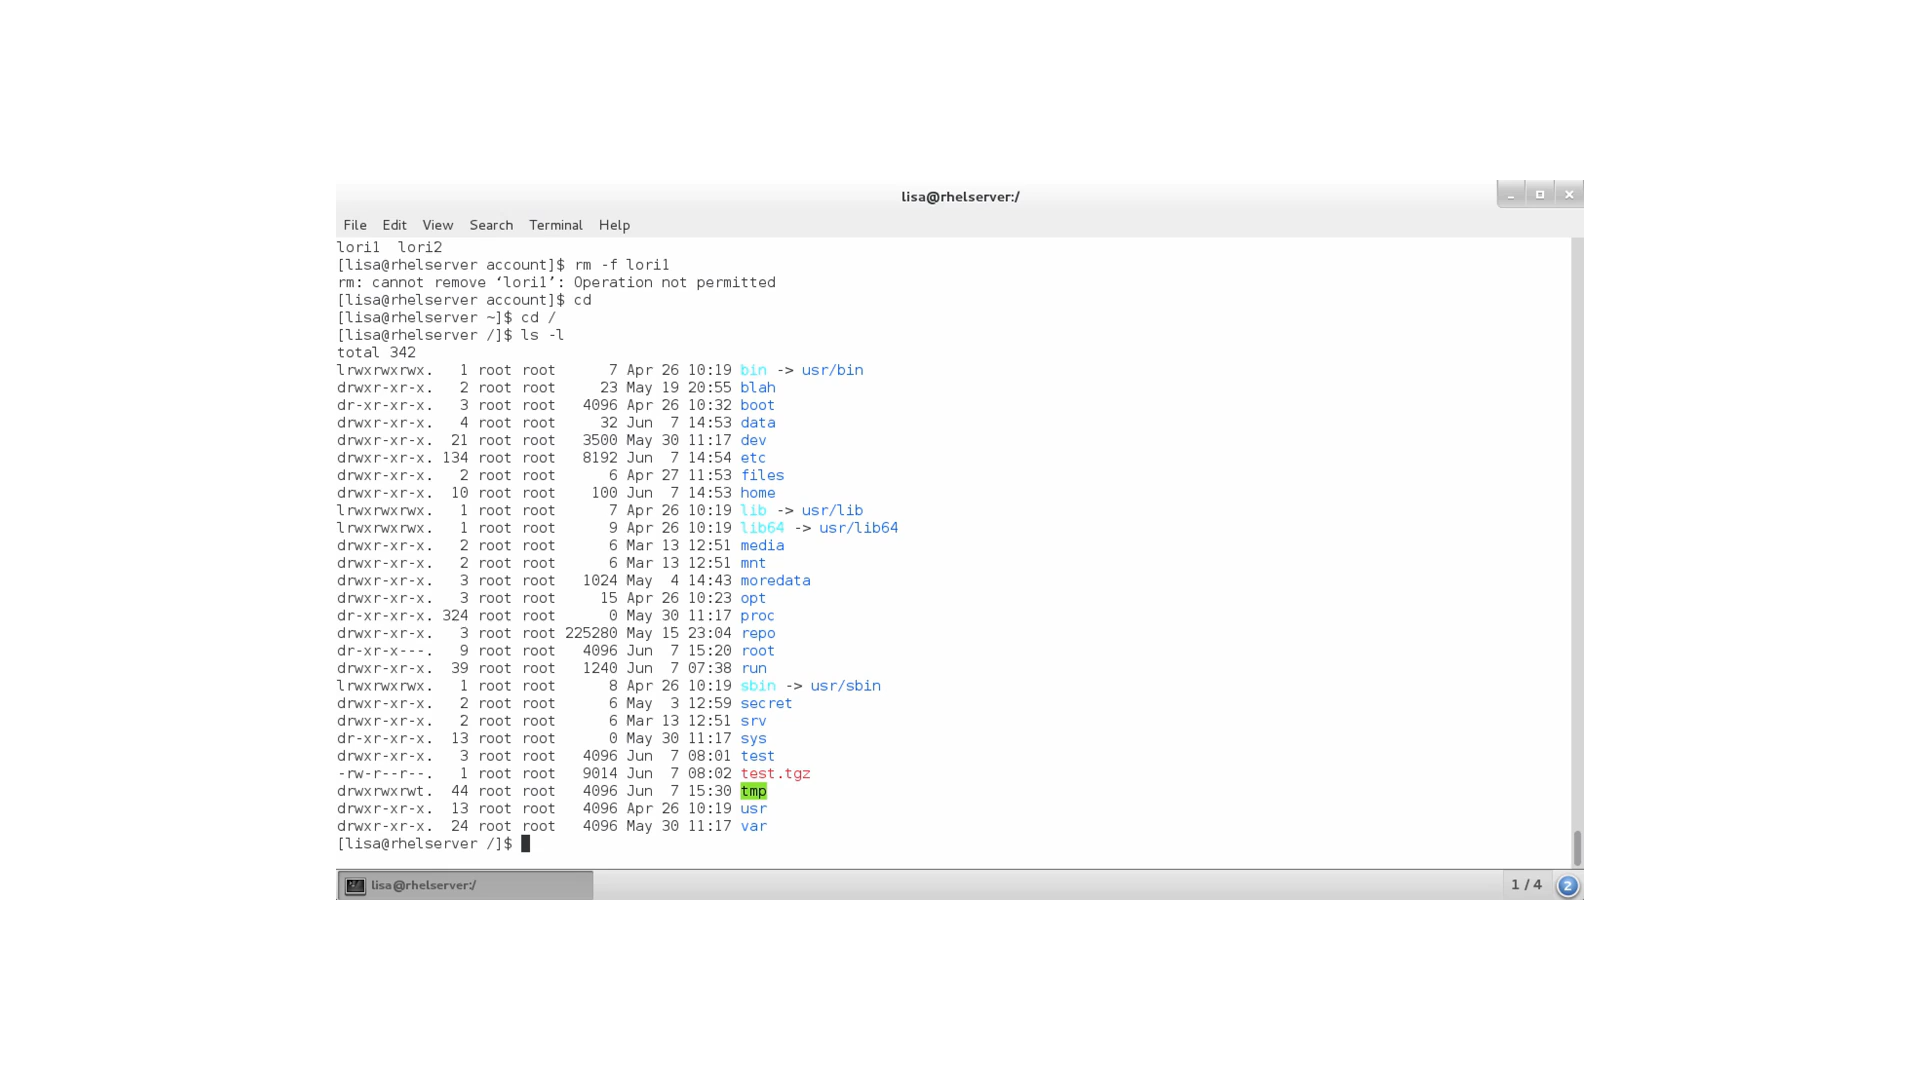 lisa@rhelserver:/
File Edit View Search Terminal Help
lori1  lori2
[lisa@rhelserver account]$ rm -f lori1
rm: cannot remove ‘lori1’: Operation not permitted
[lisa@rhelserver account]$ cd
[lisa@rhelserver ~]$ cd /
[lisa@rhelserver /]$ ls -l
total 342
lrwxrwxrwx.   1 root root      7 Apr 26 10:19 bin -> usr/bin
drwxr-xr-x.   2 root root     23 May 19 20:55 blah
dr-xr-xr-x.   3 root root   4096 Apr 26 10:32 boot
drwxr-xr-x.   4 root root     32 Jun  7 14:53 data
drwxr-xr-x.  21 root root   3500 May 30 11:17 dev
drwxr-xr-x. 134 root root   8192 Jun  7 14:54 etc
drwxr-xr-x.   2 root root      6 Apr 27 11:53 files
drwxr-xr-x.  10 root root    100 Jun  7 14:53 home
lrwxrwxrwx.   1 root root      7 Apr 26 10:19 lib -> usr/lib
lrwxrwxrwx.   1 root root      9 Apr 26 10:19 lib64 -> usr/lib64
drwxr-xr-x.   2 root root      6 Mar 13 12:51 media
drwxr-xr-x.   2 root root      6 Mar 13 12:51 mnt
drwxr-xr-x.   3 root root   1024 May  4 14:43 moredata
drwxr-xr-x.   3 root root     15 Apr 26 10:23 opt
dr-xr-xr-x. 324 root root      0 May 30 11:17 proc
drwxr-xr-x.   3 root root 225280 May 15 23:04 repo
dr-xr-x---.   9 root root   4096 Jun  7 15:20 root
drwxr-xr-x.  39 root root   1240 Jun  7 07:38 run
lrwxrwxrwx.   1 root root      8 Apr 26 10:19 sbin -> usr/sbin
drwxr-xr-x.   2 root root      6 May  3 12:59 secret
drwxr-xr-x.   2 root root      6 Mar 13 12:51 srv
dr-xr-xr-x.  13 root root      0 May 30 11:17 sys
drwxr-xr-x.   3 root root   4096 Jun  7 08:01 test
-rw-r--r--.   1 root root   9014 Jun  7 08:02 test.tgz
drwxrwxrwt.  44 root root   4096 Jun  7 15:30 tmp
drwxr-xr-x.  13 root root   4096 Apr 26 10:19 usr
drwxr-xr-x.  24 root root   4096 May 30 11:17 var
[lisa@rhelserver /]$
lisa@rhelserver:/ 1 / 4 2